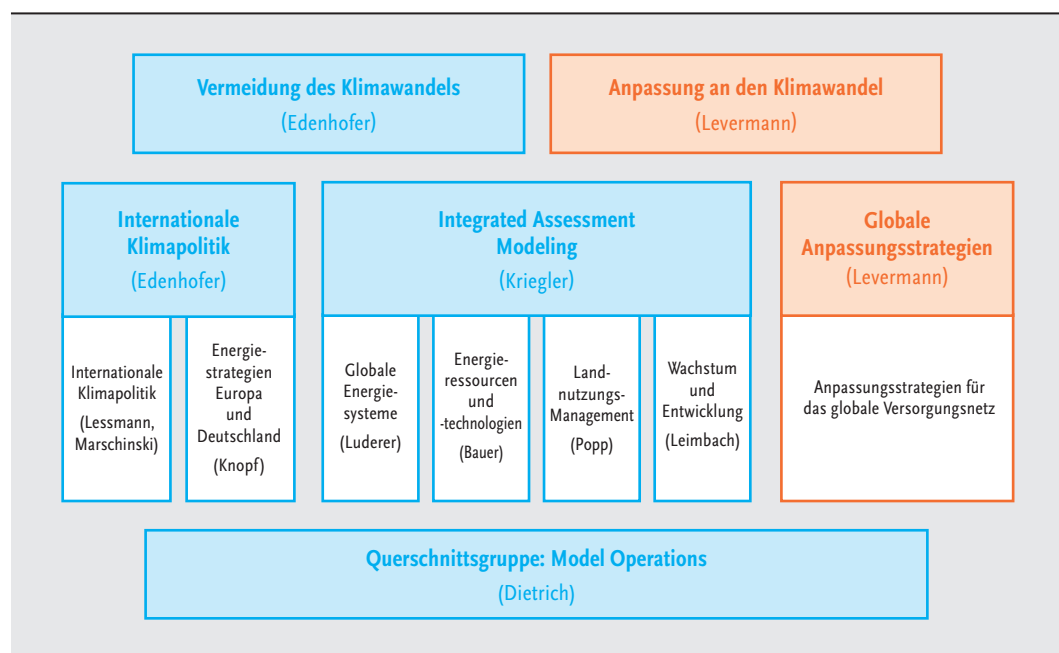 Vermeidung des Klimawandels
(Edenhofer)
Anpassung an den Klimawandel
(Levermann)
Internationale
Klimapolitik
(Edenhofer)
Integrated Assessment
Modeling
(Kriegler)
Globale
Anpassungsstrategien
(Levermann)
Internationale
Klimapolitik
(Lessmann,
Marschinski)
Energie-
strategien
Europa
und
Deutschland
(Knopf)
Globale
Energie-
systeme
(Luderer)
Energie-
ressourcen
und
-technologien
(Bauer)
Land-
nutzungs-
Management
(Popp)
Wachstum
und
Entwicklung
(Leimbach)
Anpassungsstrategien für
das globale Versorgungsnetz
Querschnittsgruppe: Model Operations
(Dietrich)